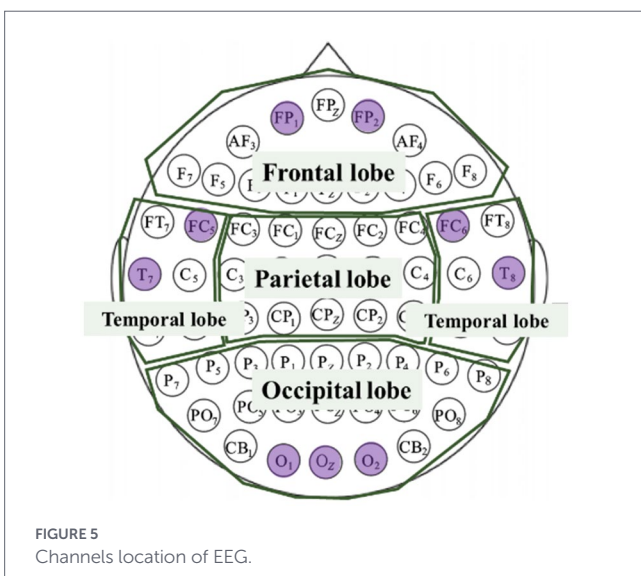 FP₁ FPZ FP₂
AF₃ AF₄
F₇ F₅ F₆ F₈
Frontal lobe
FT₇ FC₅ FC₃ FC₁ FCZ FC₂ FC₄ FC₆ FT₈
T₇ C₅ C₃ C₄ C₆ T₈
Parietal lobe
Temporal lobe CP₁ CPZ CP₂ Temporal lobe
P₇ P₅ P₃ P₁ PZ P₂ P₄ P₆ P₈
Occipital lobe
PO₇ PO₈
CB₁ CB₂
O₁ OZ O₂
FIGURE 5
Channels location of EEG.